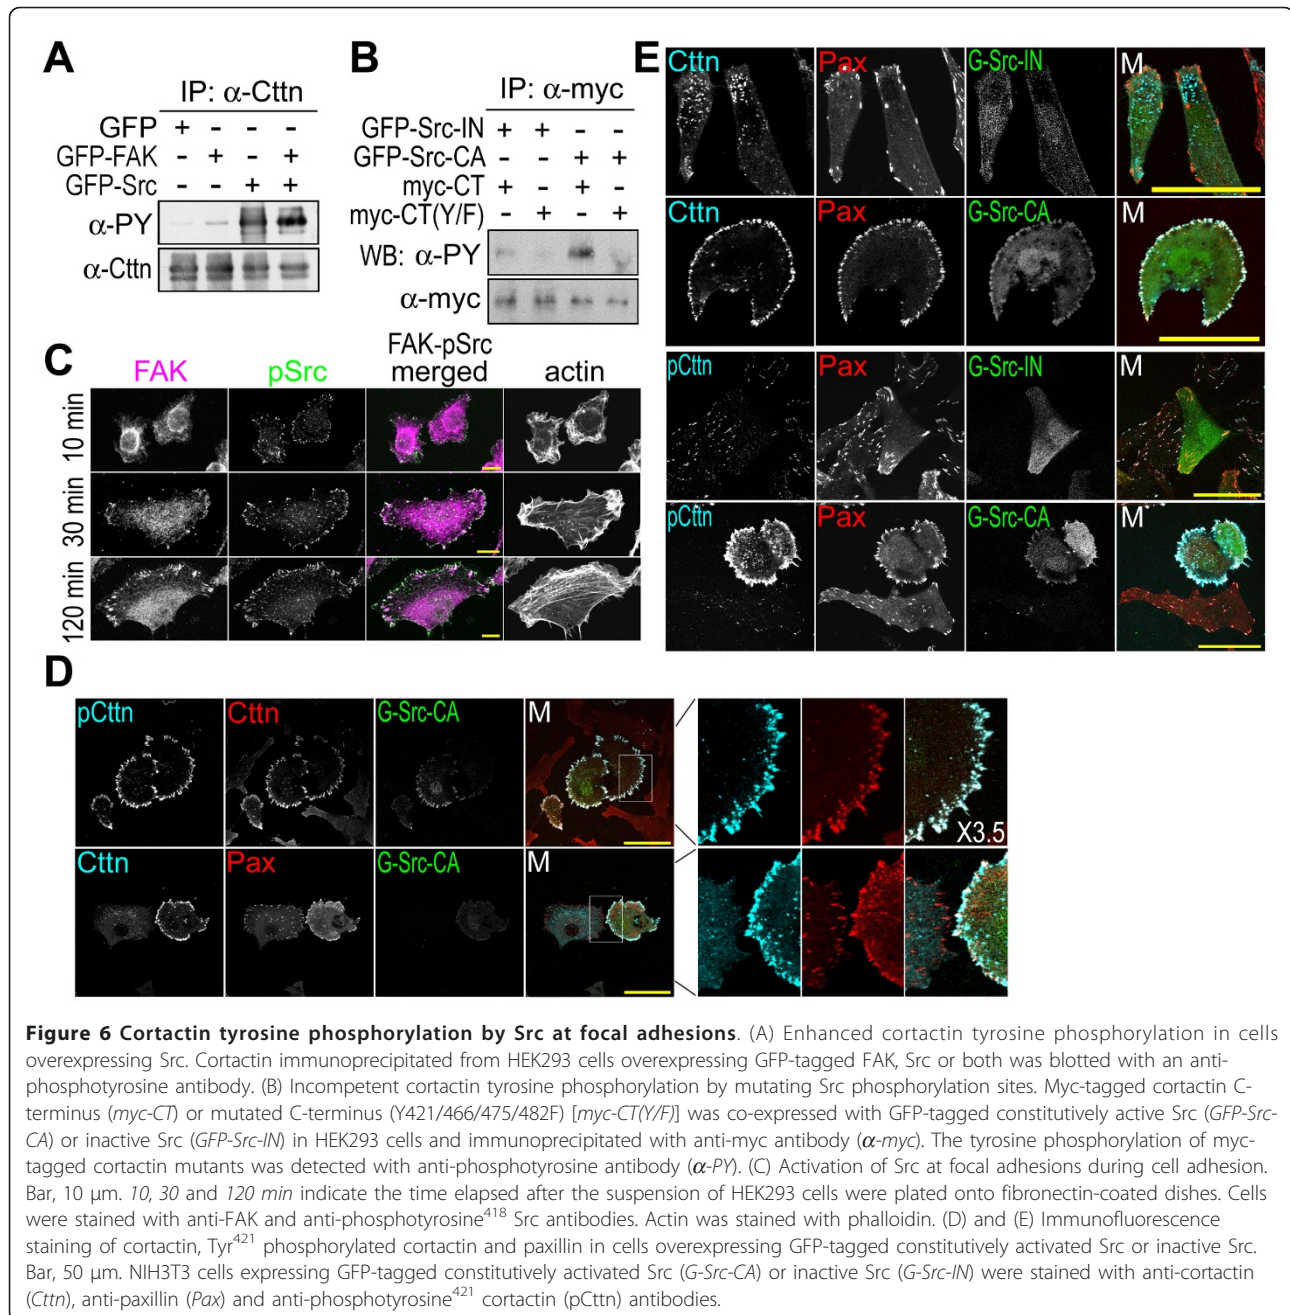 A
IP: α-Cttn
GFP + - - -
GFP-FAK - + - +
GFP-Src - - + +
α-PY
α-Cttn
B
IP: α-myc
GFP-Src-IN + + - -
GFP-Src-CA - - + +
myc-CT + - + -
myc-CT(Y/F) - + - +
WB: α-PY
α-myc
C
FAK pSrc FAK-pSrc merged actin
10 min
30 min
120 min
D
pCttn Cttn G-Src-CA M
X3.5
Cttn Pax G-Src-CA M
E
Cttn Pax G-Src-IN M
Cttn Pax G-Src-CA M
pCttn Pax G-Src-IN M
pCttn Pax G-Src-CA M
Figure 6 Cortactin tyrosine phosphorylation by Src at focal adhesions. (A) Enhanced cortactin tyrosine phosphorylation in cells
overexpressing Src. Cortactin immunoprecipitated from HEK293 cells overexpressing GFP-tagged FAK, Src or both was blotted with an anti-
phosphotyrosine antibody. (B) Incompetent cortactin tyrosine phosphorylation by mutating Src phosphorylation sites. Myc-tagged cortactin C-
terminus (myc-CT) or mutated C-terminus (Y421/466/475/482F) [myc-CT(Y/F)] was co-expressed with GFP-tagged constitutively active Src (GFP-Src-
CA) or inactive Src (GFP-Src-IN) in HEK293 cells and immunoprecipitated with anti-myc antibody (α-myc). The tyrosine phosphorylation of myc-
tagged cortactin mutants was detected with anti-phosphotyrosine antibody (α-PY). (C) Activation of Src at focal adhesions during cell adhesion.
Bar, 10 μm. 10, 30 and 120 min indicate the time elapsed after the suspension of HEK293 cells were plated onto fibronectin-coated dishes. Cells
were stained with anti-FAK and anti-phosphotyrosine418 Src antibodies. Actin was stained with phalloidin. (D) and (E) Immunofluorescence
staining of cortactin, Tyr421 phosphorylated cortactin and paxillin in cells overexpressing GFP-tagged constitutively activated Src or inactive Src.
Bar, 50 μm. NIH3T3 cells expressing GFP-tagged constitutively activated Src (G-Src-CA) or inactive Src (G-Src-IN) were stained with anti-cortactin
(Cttn), anti-paxillin (Pax) and anti-phosphotyrosine421 cortactin (pCttn) antibodies.